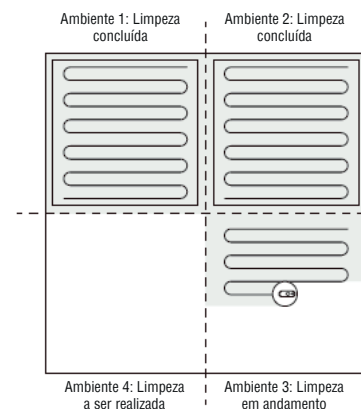 Ambiente 1: Limpeza
concluída
Ambiente 2: Limpeza
concluída
Ambiente 4: Limpeza
a ser realizada
Ambiente 3: Limpeza
em andamento